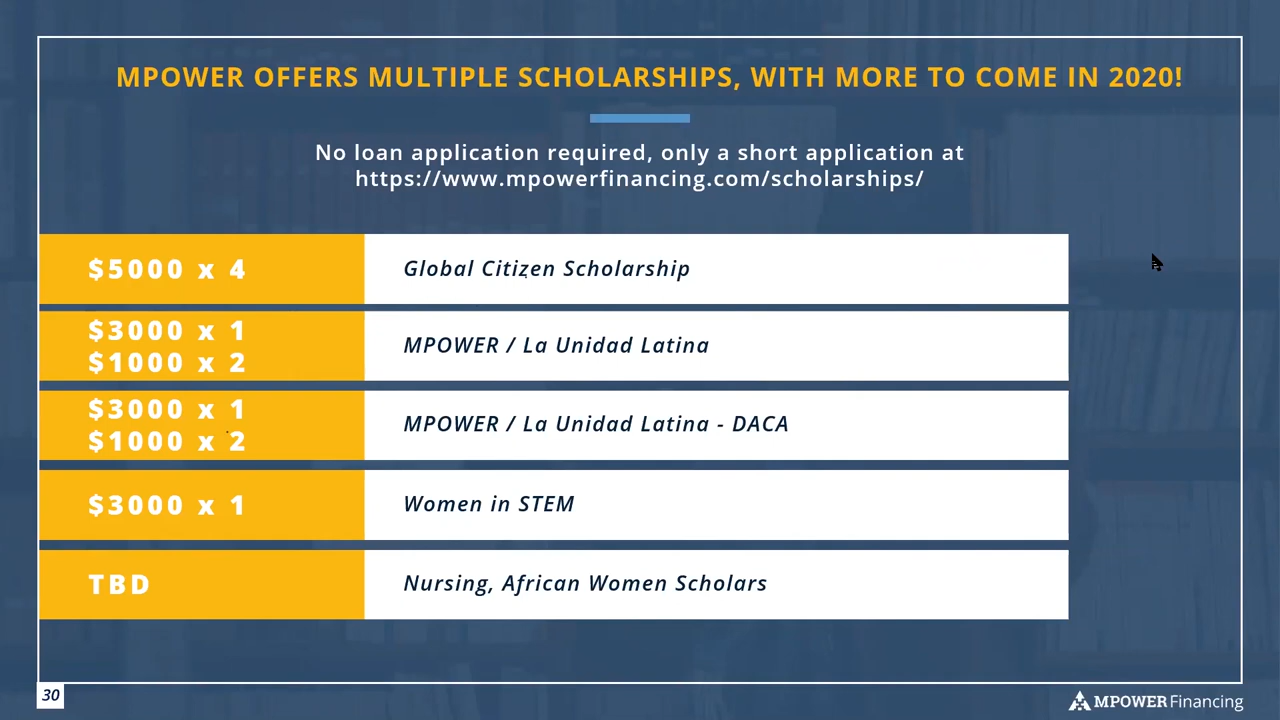 MPOWER OFFERS MULTIPLE SCHOLARSHIPS, WITH MORE TO COME IN 2020!
No loan application required, only a short application at
https://www.mpowerfinancing.com/scholarships/
$5000 x 4
Global Citizen Scholarship
$3000 x 1
$1000 x 2
MPOWER / La Unidad Latina
$3000 x 1
$1000 x 2
MPOWER / La Unidad Latina - DACA
$3000 x 1
Women in STEM
TBD
Nursing, African Women Scholars
30
MPOWER Financing